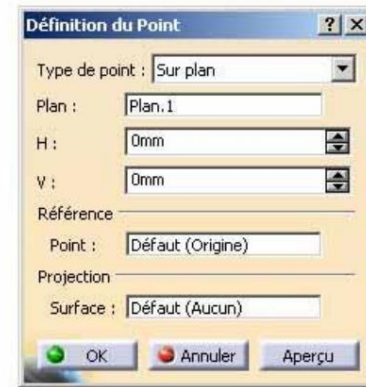 Définition du Point ? X
Type de point : Sur plan
Plan : Plan.1
H : 0mm
V : 0mm
Référence
Point : Défaut (Origine)
Projection
Surface : Défaut (Aucun)
OK Annuler Aperçu